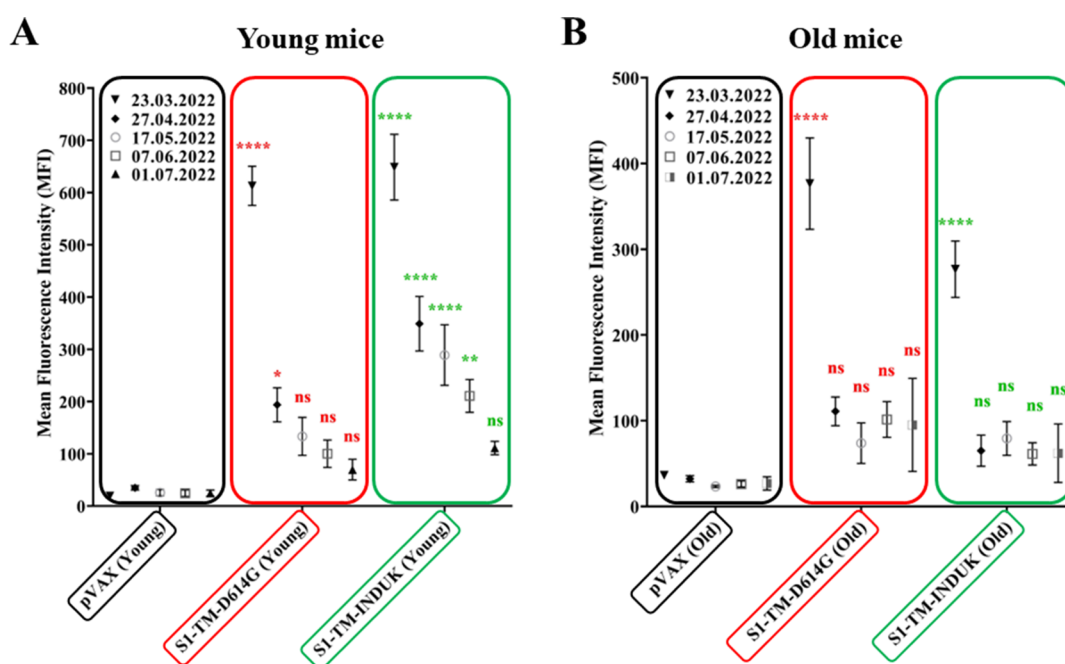 A
Young mice
Mean Fluorescence Intensity (MFI)
800
700
600
500
400
300
200
100
0
23.03.2022
27.04.2022
17.05.2022
07.06.2022
01.07.2022
****
*
ns
ns
ns
****
****
****
**
ns
pVAX (Young)
S1-TM-D614G (Young)
S1-TM-INDUK (Young)
B
Old mice
Mean Fluorescence Intensity (MFI)
500
400
300
200
100
0
23.03.2022
27.04.2022
17.05.2022
07.06.2022
01.07.2022
****
ns
ns
ns
ns
****
ns
ns
ns
ns
pVAX (Old)
S1-TM-D614G (Old)
S1-TM-INDUK (Old)